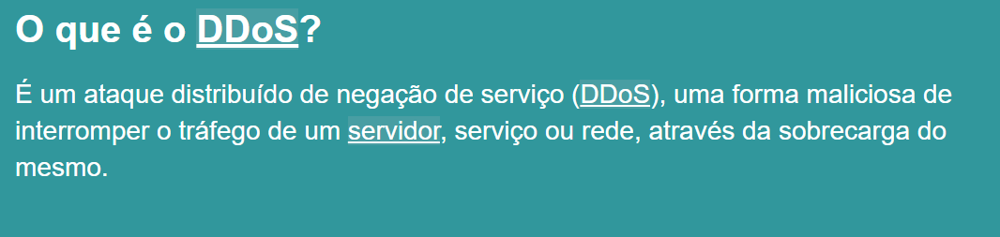 O que é o DDoS?
É um ataque distribuído de negação de serviço (DDoS), uma forma maliciosa de
interromper o tráfego de um servidor, serviço ou rede, através da sobrecarga do
mesmo.